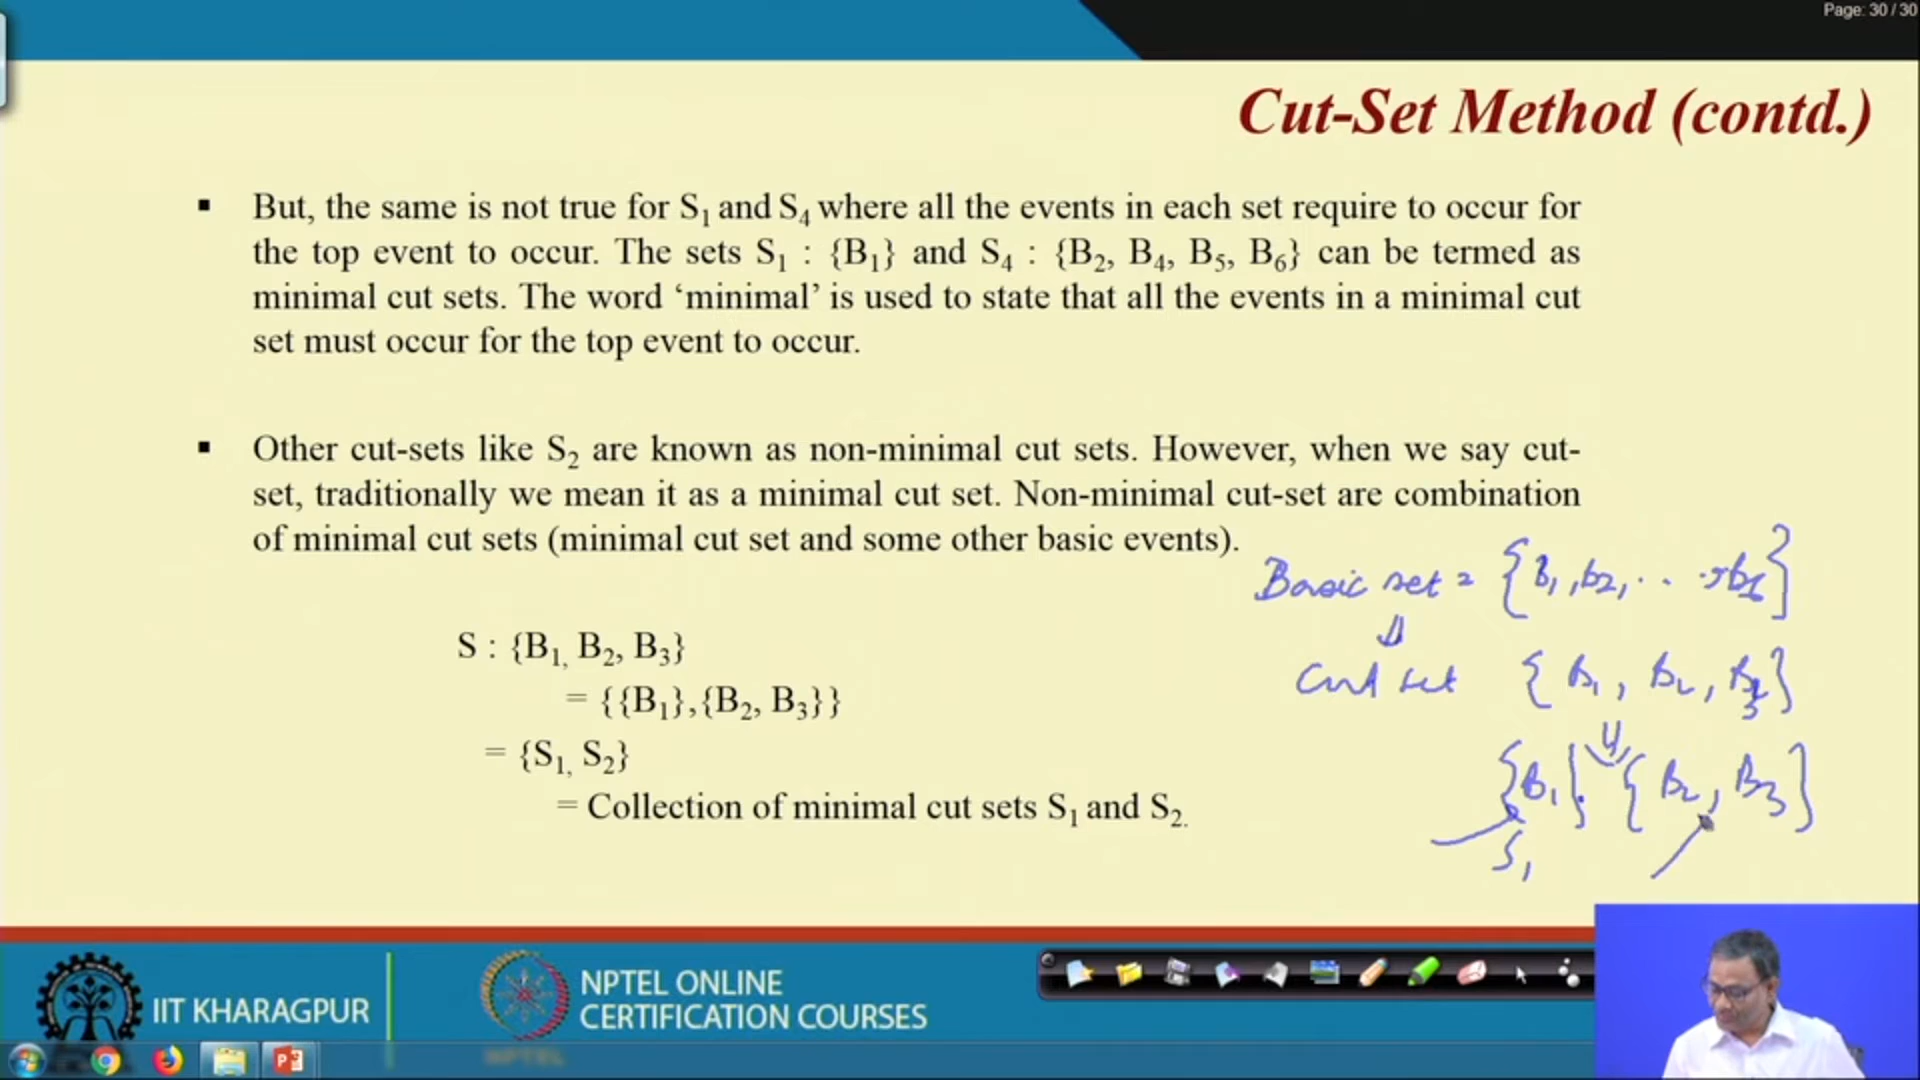 Page: 30 / 30
Cut-Set Method (contd.)
▪ But, the same is not true for S₁ and S₄ where all the events in each set require to occur for
the top event to occur. The sets S₁ : {B₁} and S₄ : {B₂, B₄, B₅, B₆} can be termed as
minimal cut sets. The word ‘minimal’ is used to state that all the events in a minimal cut
set must occur for the top event to occur.
▪ Other cut-sets like S₂ are known as non-minimal cut sets. However, when we say cut-
set, traditionally we mean it as a minimal cut set. Non-minimal cut-set are combination
of minimal cut sets (minimal cut set and some other basic events).
S : {B₁, B₂, B₃}
= {{B₁},{B₂, B₃}}
= {S₁, S₂}
= Collection of minimal cut sets S₁ and S₂.
Basic set = {B₁, b₂, . . .
Cut set { B₁, B₂, B₃}
{B₁} {B₂, B₃}
S₁
IIT KHARAGPUR
NPTEL ONLINE
CERTIFICATION COURSES
NPTEL